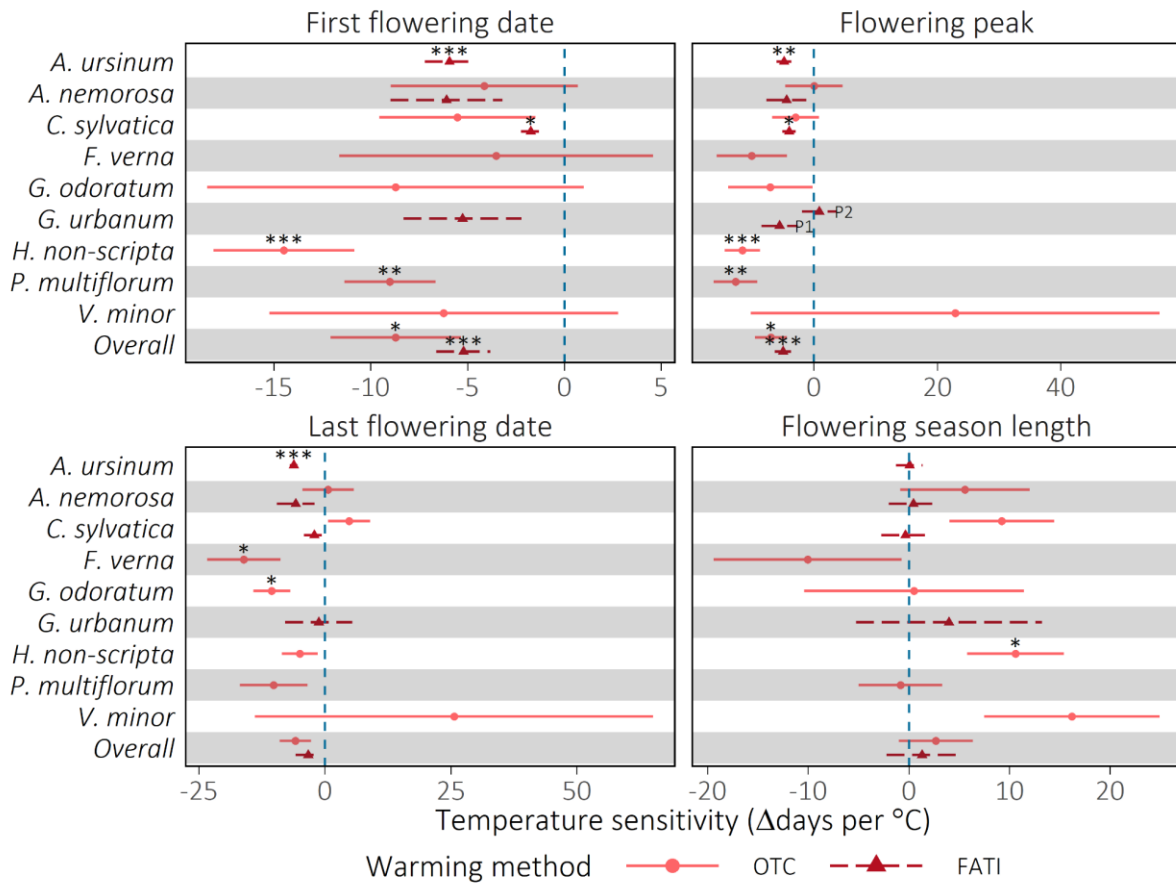 First flowering date
Flowering peak
A. ursinum
A. nemorosa
C. sylvatica
F. verna
G. odoratum
G. urbanum
H. non-scripta
P. multiflorum
V. minor
Overall
***
*
***
**
*
***
**
*
P2
P1
***
**
*
***
-15 -10 -5 0 5
0 20 40
Last flowering date
Flowering season length
A. ursinum
A. nemorosa
C. sylvatica
F. verna
G. odoratum
G. urbanum
H. non-scripta
P. multiflorum
V. minor
Overall
***
*
*
*
-25 0 25 50
-20 -10 0 10 20
Temperature sensitivity (Δdays per °C)
Warming method OTC FATI